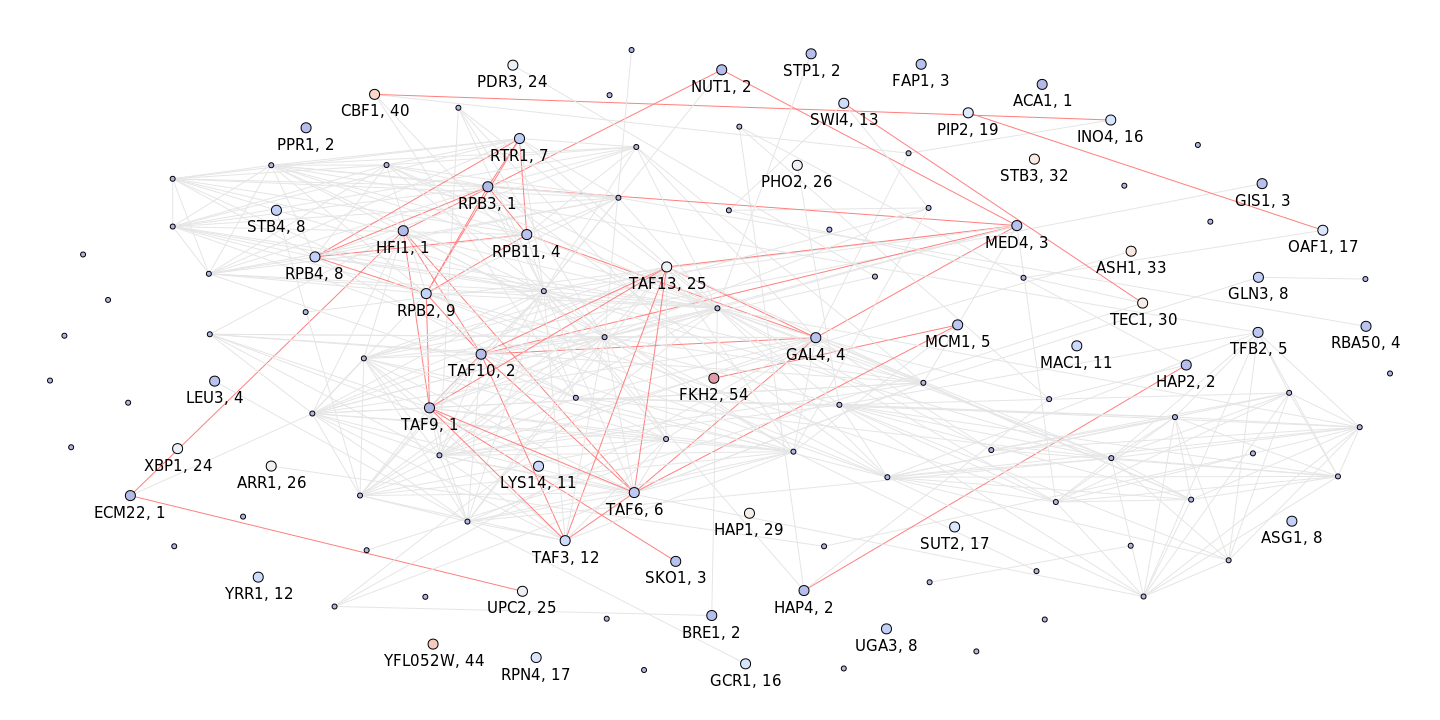 STP1, 2
PDR3, 24
FAP1, 3
NUT1, 2
ACA1, 1
CBF1, 40
SWI4, 13
PIP2, 19
INO4, 16
PPR1, 2
RTR1, 7
STB3, 32
PHO2, 26
GIS1, 3
RPB3, 1
STB4, 8
MED4, 3
HFI1, 1
OAF1, 17
RPB11, 4
ASH1, 33
RPB4, 8
TAF13, 25
GLN3, 8
RPB2, 9
TEC1, 30
MCM1, 5
RBA50, 4
TFB2, 5
GAL4, 4
MAC1, 11
TAF10, 2
HAP2, 2
FKH2, 54
LEU3, 4
TAF9, 1
XBP1, 24
ARR1, 26
LYS14, 11
TAF6, 6
ECM22, 1
HAP1, 29
ASG1, 8
SUT2, 17
TAF3, 12
SKO1, 3
YRR1, 12
UPC2, 25
HAP4, 2
BRE1, 2
UGA3, 8
YFL052W, 44
RPN4, 17
GCR1, 16